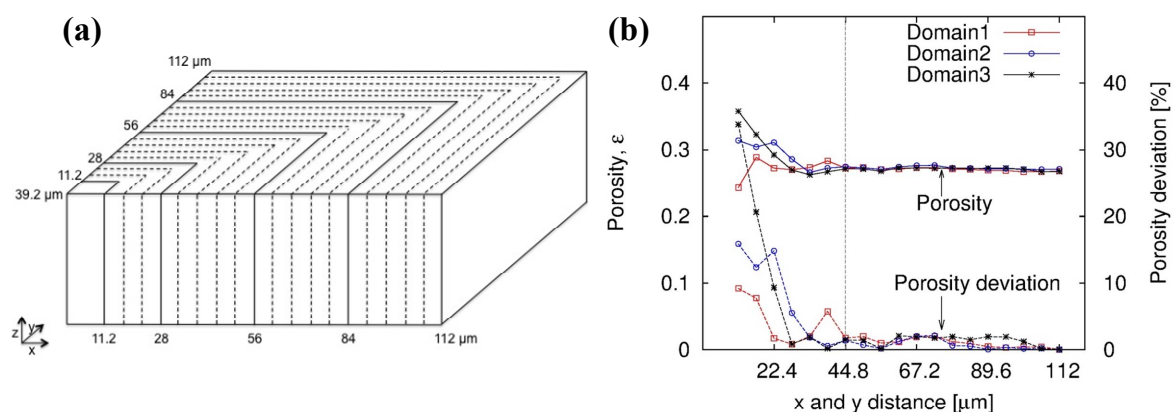 (a)
112 µm
84
56
28
11.2
39.2 µm
z
y
x
11.2
28
56
84
112 µm
(b)
Domain1
Domain2
Domain3
Porosity, ε
0.4
0.3
0.2
0.1
0
Porosity
Porosity deviation
40
30
20
10
0
Porosity deviation [%]
22.4
44.8
67.2
89.6
112
x and y distance [µm]